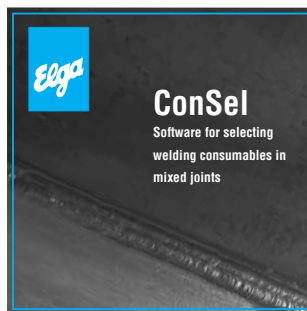 Elga
ConSel
Software for selecting
welding consumables in
mixed joints